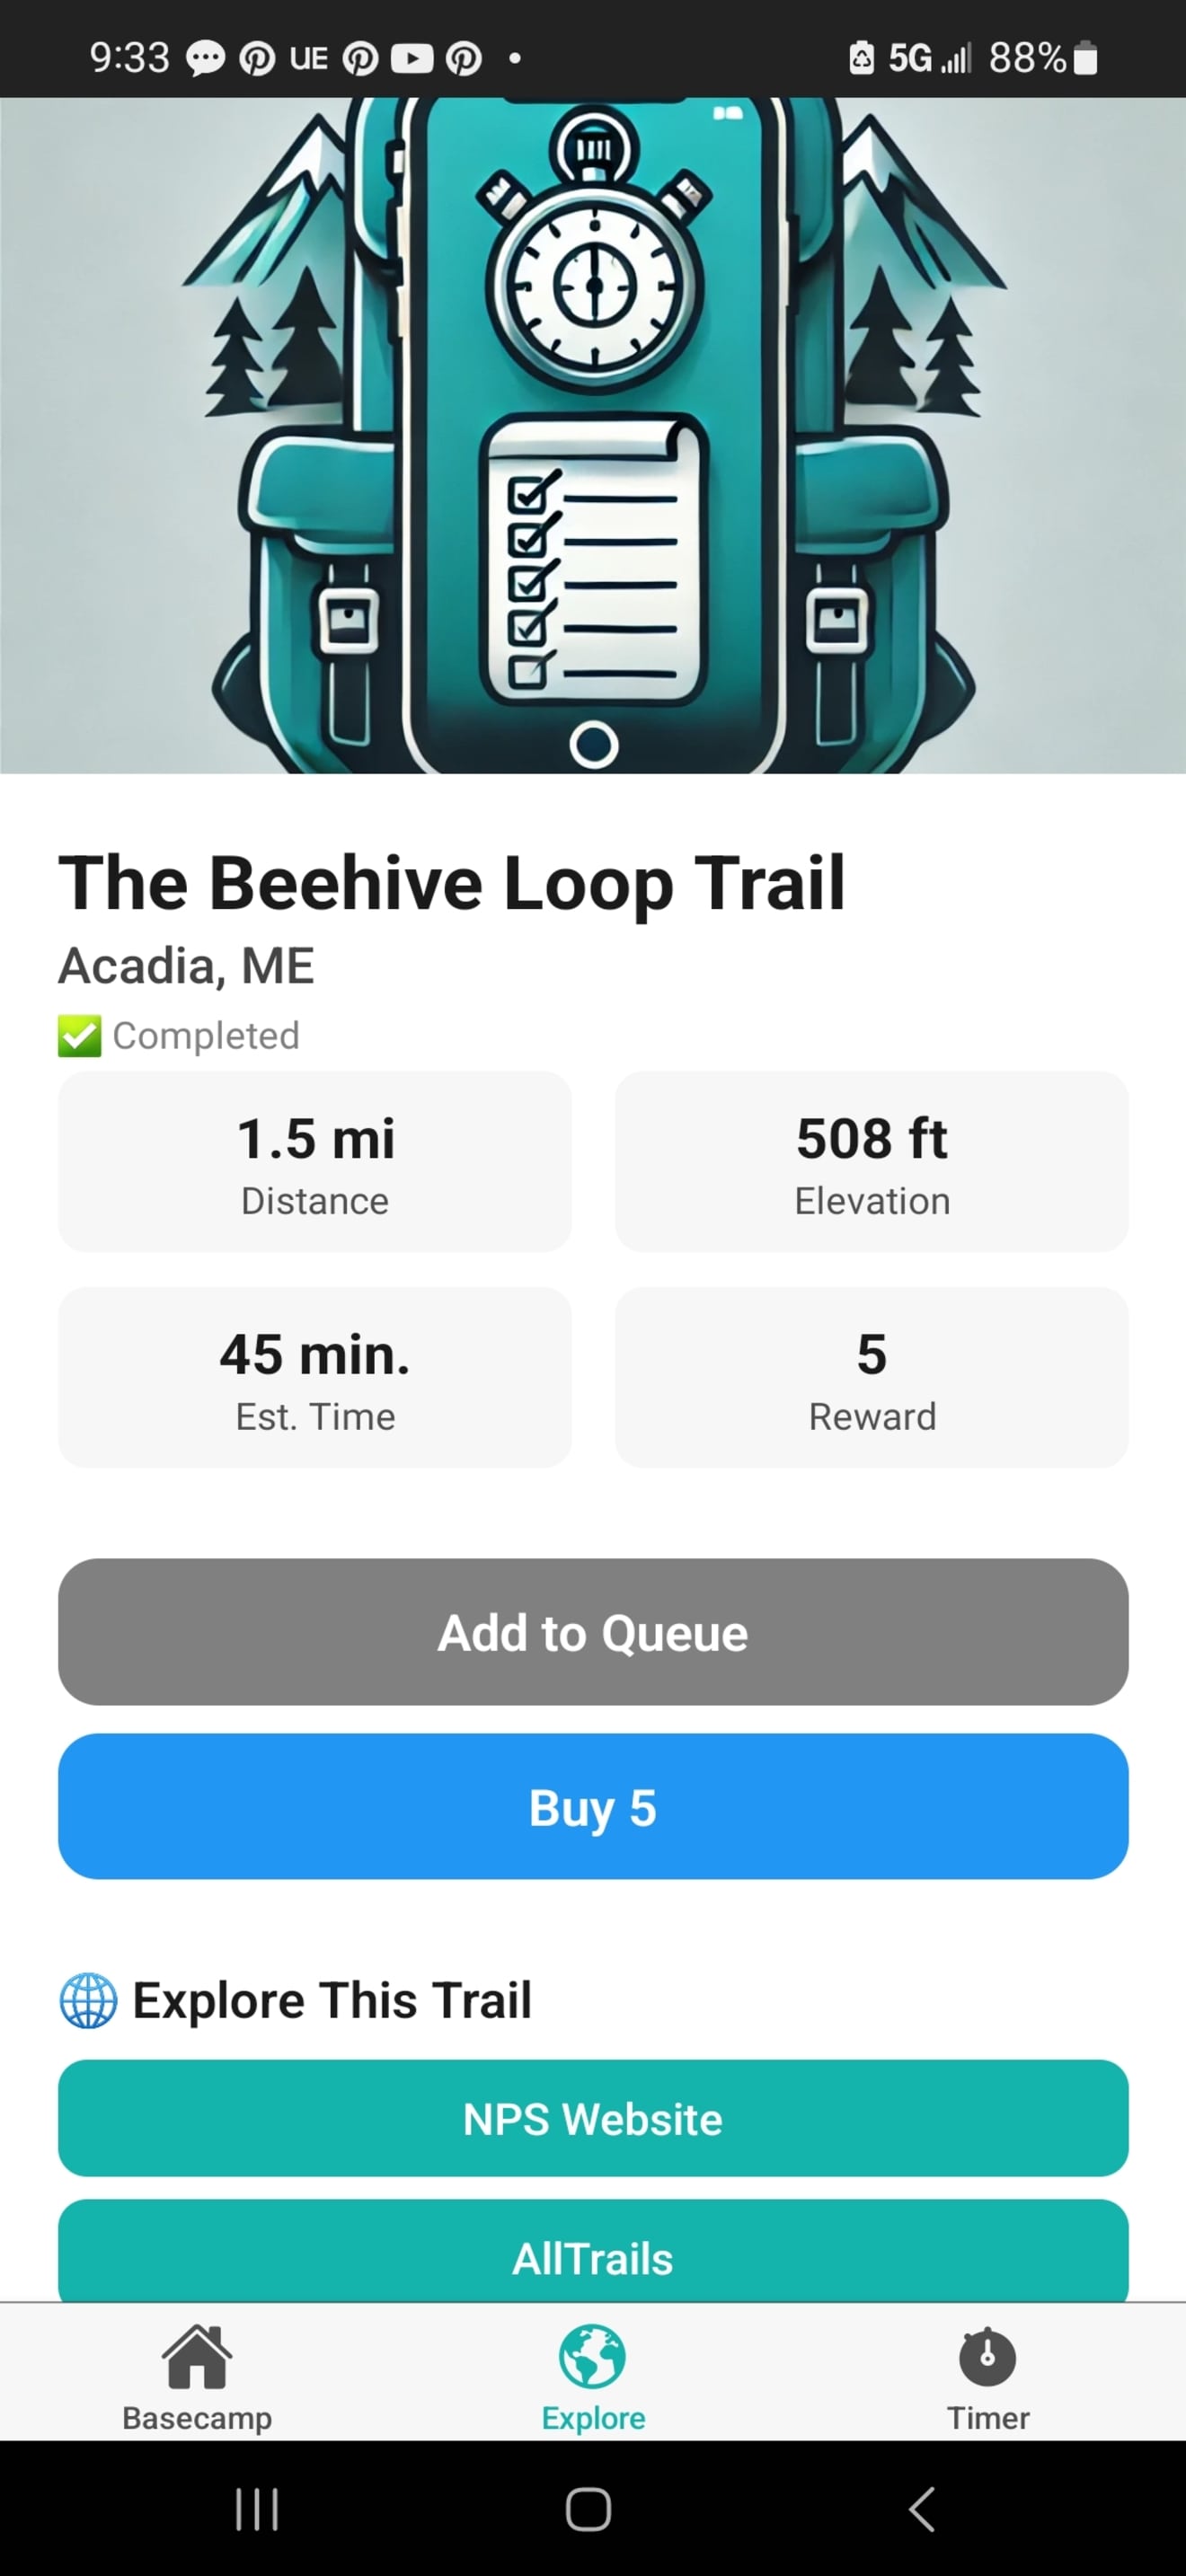 9:33 UE 5G 88%
The Beehive Loop Trail
Acadia, ME
✅ Completed
1.5 mi
Distance
508 ft
Elevation
45 min.
Est. Time
5
Reward
Add to Queue
Buy 5
🌐 Explore This Trail
NPS Website
AllTrails
Basecamp
Explore
Timer